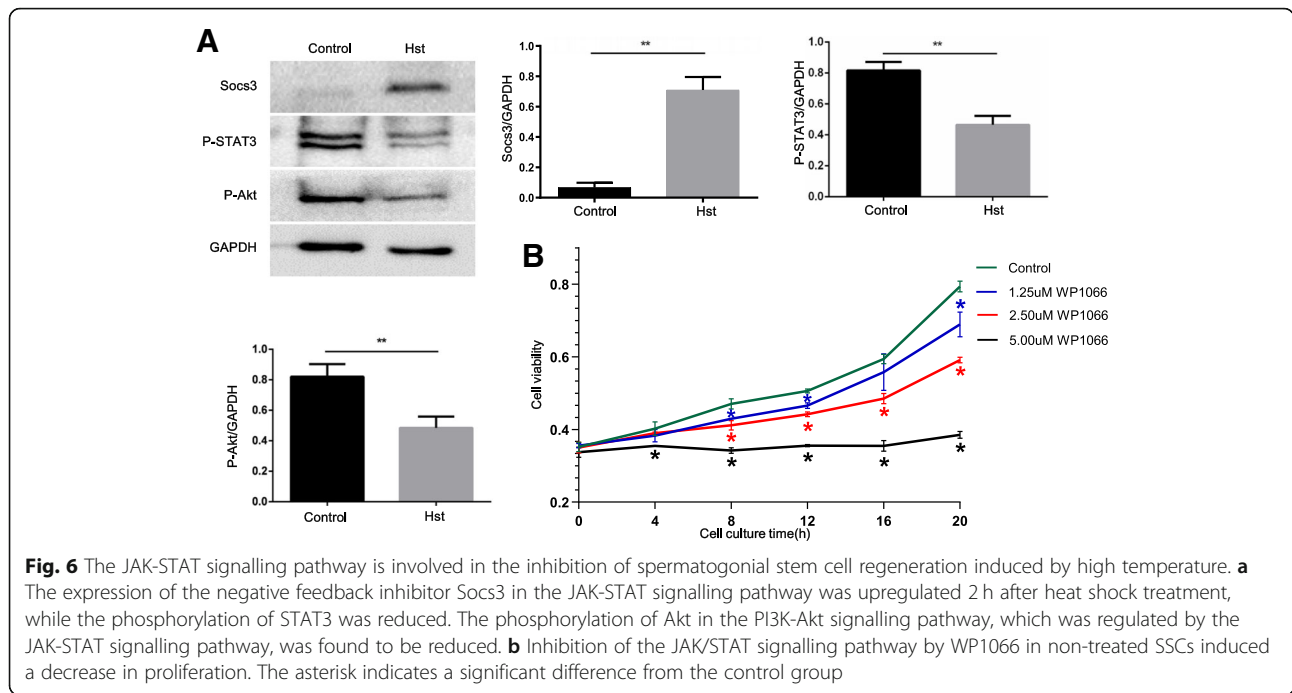 A
Control Hst
Socs3
P-STAT3
P-Akt
GAPDH
**
Socs3/GAPDH
1.0
0.8
0.6
0.4
0.2
0.0
Control Hst
**
P-STAT3/GAPDH
1.0
0.8
0.6
0.4
0.2
0.0
Control Hst
**
P-Akt/GAPDH
1.0
0.8
0.6
0.4
0.2
0.0
Control Hst
B
Cell viability
0.8
0.6
0.4
0.2
0 4 8 12 16 20
Cell culture time(h)
Control
1.25uM WP1066
2.50uM WP1066
5.00uM WP1066
* * *
* * * *
* * * * *
Fig. 6 The JAK-STAT signalling pathway is involved in the inhibition of spermatogonial stem cell regeneration induced by high temperature. a
The expression of the negative feedback inhibitor Socs3 in the JAK-STAT signalling pathway was upregulated 2 h after heat shock treatment,
while the phosphorylation of STAT3 was reduced. The phosphorylation of Akt in the PI3K-Akt signalling pathway, which was regulated by the
JAK-STAT signalling pathway, was found to be reduced. b Inhibition of the JAK/STAT signalling pathway by WP1066 in non-treated SSCs induced
a decrease in proliferation. The asterisk indicates a significant difference from the control group